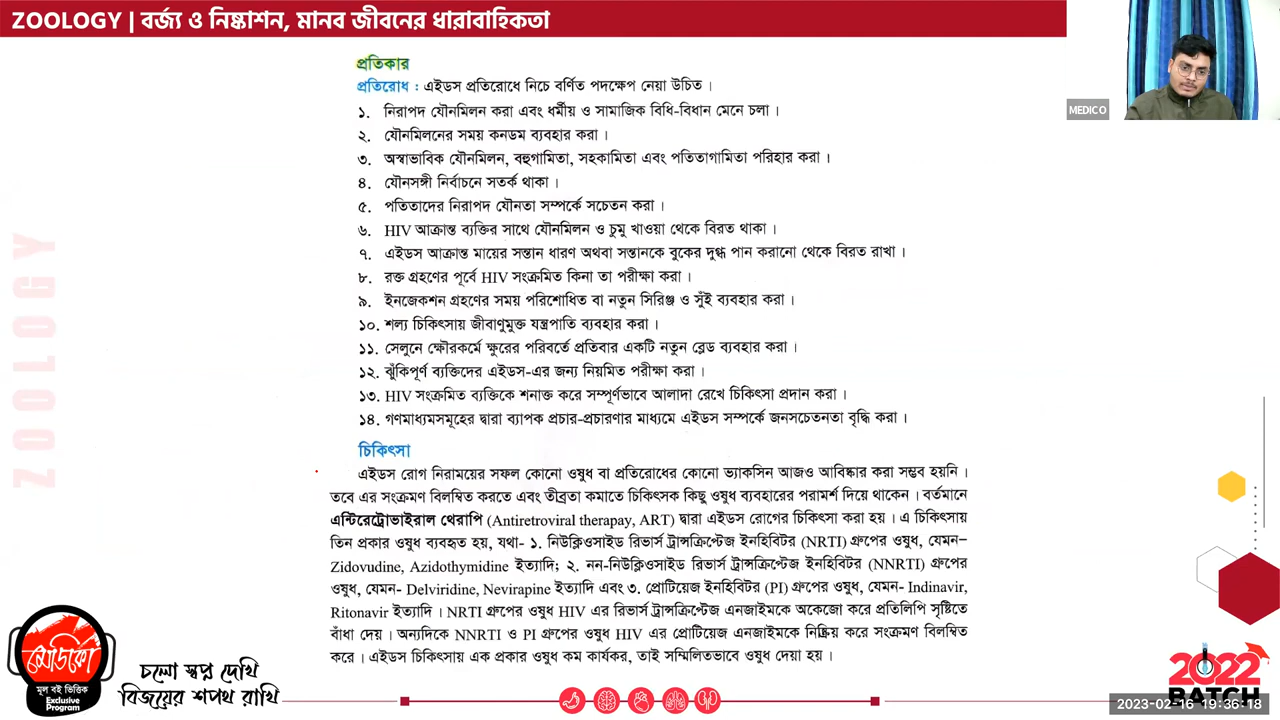 ZOOLOGY | বর্জ্য ও নিষ্কাশন, মানব জীবনের ধারাবাহিকতা
MEDICO
ZOOLOGY
প্রতিকার
প্রতিরোধ : এইডস প্রতিরোধে নিচে বর্ণিত পদক্ষেপ নেয়া উচিত।
১. নিরাপদ যৌনমিলন করা এবং ধর্মীয় ও সামাজিক বিধি-বিধান মেনে চলা।
২. যৌনমিলনের সময় কনডম ব্যবহার করা।
৩. অস্বাভাবিক যৌনমিলন, বহুগামিতা, সহকামিতা এবং পতিতাগামিতা পরিহার করা।
৪. যৌনসঙ্গী নির্বাচনে সতর্ক থাকা।
৫. পতিতাদের নিরাপদ যৌনতা সম্পর্কে সচেতন করা।
৬. HIV আক্রান্ত ব্যক্তির সাথে যৌনমিলন ও চুমু খাওয়া থেকে বিরত থাকা।
৭. এইডস আক্রান্ত মায়ের সন্তান ধারণ অথবা সন্তানকে বুকের দুগ্ধ পান করানো থেকে বিরত রাখা।
৮. রক্ত গ্রহণের পূর্বে HIV সংক্রমিত কিনা তা পরীক্ষা করা।
৯. ইনজেকশন গ্রহণের সময় পরিশোধিত বা নতুন সিরিঞ্জ ও সুঁই ব্যবহার করা।
১০. শল্য চিকিৎসায় জীবাণুমুক্ত যন্ত্রপাতি ব্যবহার করা।
১১. সেলুনে ক্ষৌরকর্মে ক্ষুরের পরিবর্তে প্রতিবার একটি নতুন ব্লেড ব্যবহার করা।
১২. ঝুঁকিপূর্ণ ব্যক্তিদের এইডস-এর জন্য নিয়মিত পরীক্ষা করা।
১৩. HIV সংক্রমিত ব্যক্তিকে শনাক্ত করে সম্পূর্ণভাবে আলাদা রেখে চিকিৎসা প্রদান করা।
১৪. গণমাধ্যমসমূহের দ্বারা ব্যাপক প্রচার-প্রচারণার মাধ্যমে এইডস সম্পর্কে জনসচেতনতা বৃদ্ধি করা।
চিকিৎসা
এইডস রোগ নিরাময়ের সফল কোনো ওষুধ বা প্রতিরোধের কোনো ভ্যাকসিন আজও আবিষ্কার করা সম্ভব হয়নি।
তবে এর সংক্রমণ বিলম্বিত করতে এবং তীব্রতা কমাতে চিকিৎসক কিছু ওষুধ ব্যবহারের পরামর্শ দিয়ে থাকেন। বর্তমানে
এন্টিরেট্রোভাইরাল থেরাপি (Antiretroviral therapay, ART) দ্বারা এইডস রোগের চিকিৎসা করা হয়। এ চিকিৎসায়
তিন প্রকার ওষুধ ব্যবহৃত হয়, যথা- ১. নিউক্লিওসাইড রিভার্স ট্রান্সক্রিপ্টেজ ইনহিবিটর (NRTI) গ্রুপের ওষুধ, যেমন–
Zidovudine, Azidothymidine ইত্যাদি; ২. নন-নিউক্লিওসাইড রিভার্স ট্রান্সক্রিপ্টেজ ইনহিবিটর (NNRTI) গ্রুপের
ওষুধ, যেমন- Delviridine, Nevirapine ইত্যাদি এবং ৩. প্রোটিয়েজ ইনহিবিটর (PI) গ্রুপের ওষুধ, যেমন- Indinavir,
Ritonavir ইত্যাদি। NRTI গ্রুপের ওষুধ HIV এর রিভার্স ট্রান্সক্রিপ্টেজ এনজাইমকে অকেজো করে প্রতিলিপি সৃষ্টিতে
বাঁধা দেয়। অন্যদিকে NNRTI ও PI গ্রুপের ওষুধ HIV এর প্রোটিয়েজ এনজাইমকে নিষ্ক্রিয় করে সংক্রমণ বিলম্বিত
করে। এইডস চিকিৎসায় এক প্রকার ওষুধ কম কার্যকর, তাই সম্মিলিতভাবে ওষুধ দেয়া হয়।
মেডিকো
মূল বই ভিত্তিক
Exclusive
Program
চলো স্বপ্ন দেখি
বিজয়ের শপথ রাখি
2022
BATCH
2023-02-16 19:36:18